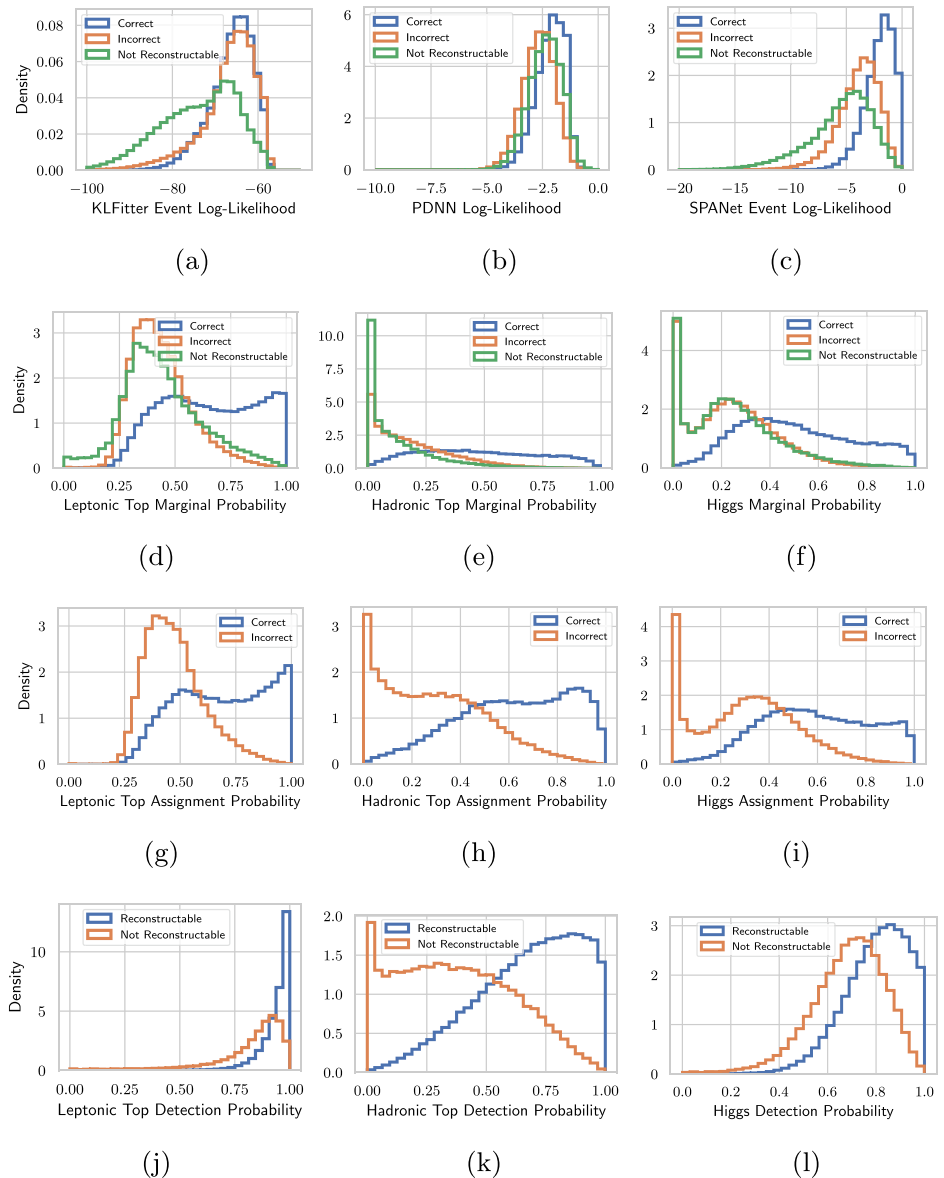 Correct
Incorrect
Not Reconstructable
Density
0.08
0.06
0.04
0.02
0.00
−100
−80
−60
KLFitter Event Log-Likelihood
(a)
Correct
Incorrect
Not Reconstructable
6
4
2
0
−10.0
−7.5
−5.0
−2.5
0.0
PDNN Log-Likelihood
(b)
Correct
Incorrect
Not Reconstructable
3
2
1
0
−20
−15
−10
−5
0
SPANet Event Log-Likelihood
(c)
Correct
Incorrect
Not Reconstructable
Density
3
2
1
0
0.00
0.25
0.50
0.75
1.00
Leptonic Top Marginal Probability
(d)
Correct
Incorrect
Not Reconstructable
10.0
7.5
5.0
2.5
0.0
0.00
0.25
0.50
0.75
1.00
Hadronic Top Marginal Probability
(e)
Correct
Incorrect
Not Reconstructable
4
2
0
0.0
0.2
0.4
0.6
0.8
1.0
Higgs Marginal Probability
(f)
Correct
Incorrect
Density
3
2
1
0
0.00
0.25
0.50
0.75
1.00
Leptonic Top Assignment Probability
(g)
Correct
Incorrect
3
2
1
0
0.0
0.2
0.4
0.6
0.8
1.0
Hadronic Top Assignment Probability
(h)
Correct
Incorrect
4
3
2
1
0
0.0
0.2
0.4
0.6
0.8
1.0
Higgs Assignment Probability
(i)
Reconstructable
Not Reconstructable
Density
10
5
0
0.00
0.25
0.50
0.75
1.00
Leptonic Top Detection Probability
(j)
Reconstructable
Not Reconstructable
2.0
1.5
1.0
0.5
0.0
0.00
0.25
0.50
0.75
1.00
Hadronic Top Detection Probability
(k)
Reconstructable
Not Reconstructable
3
2
1
0
0.0
0.2
0.4
0.6
0.8
1.0
Higgs Detection Probability
(l)